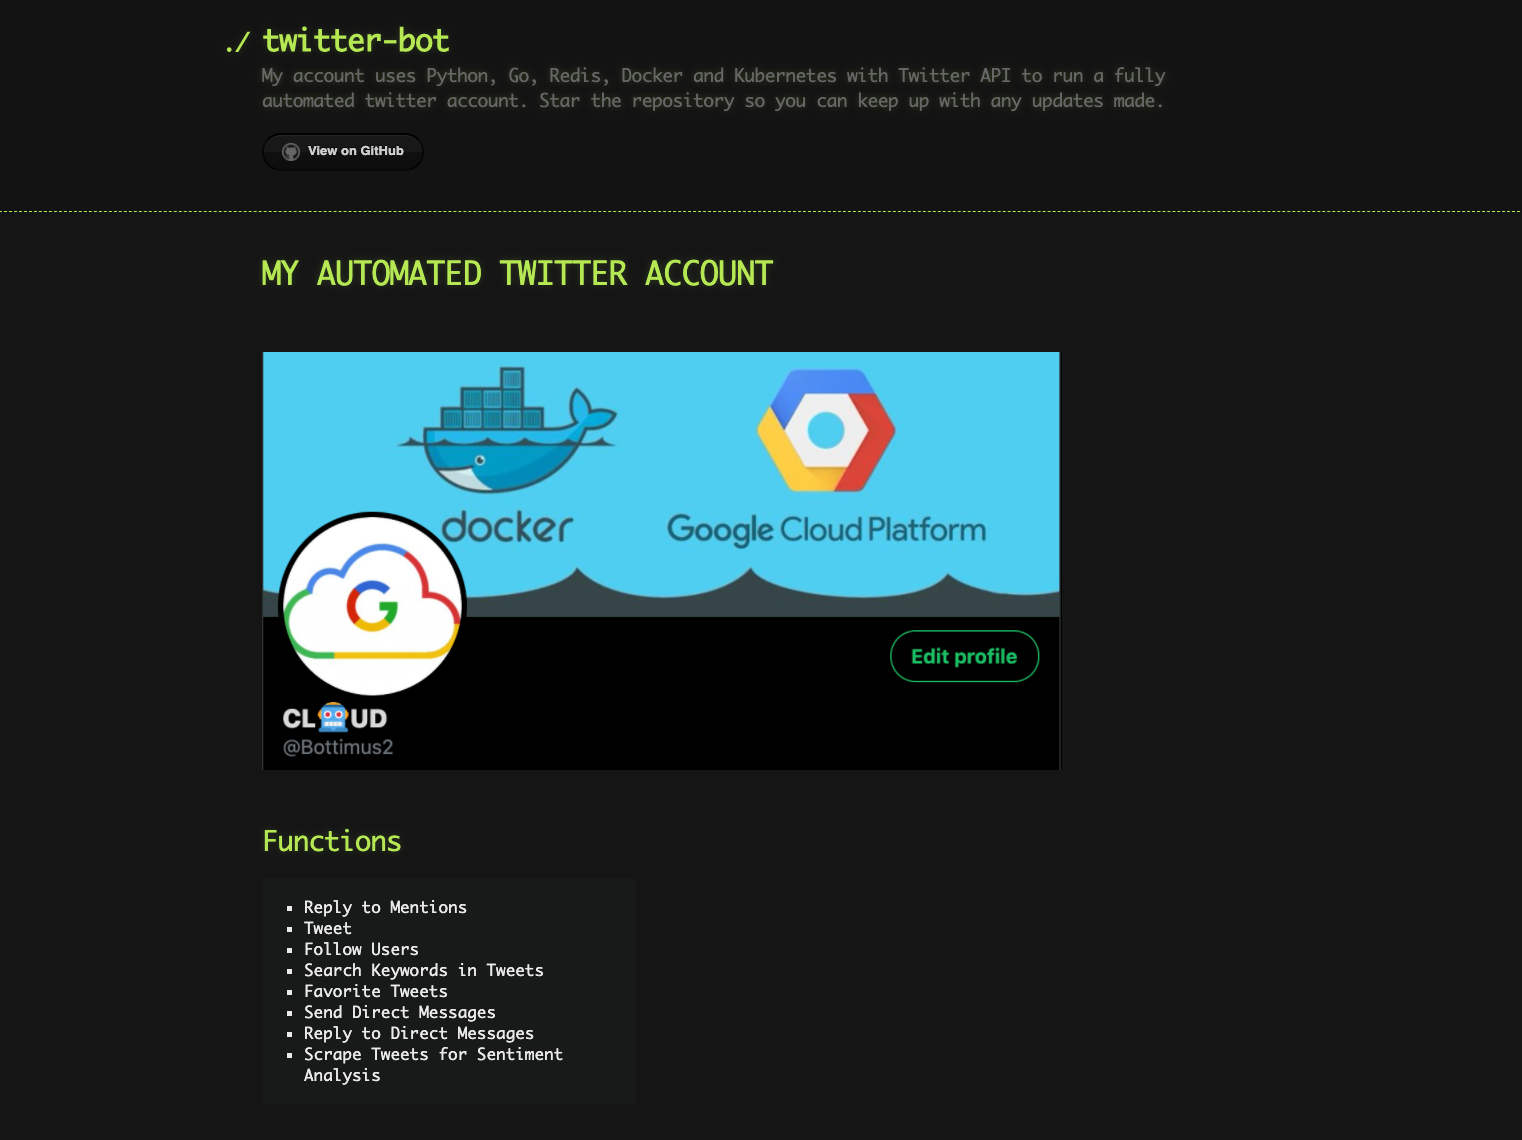 ./ twitter-bot
My account uses Python, Go, Redis, Docker and Kubernetes with Twitter API to run a fully
automated twitter account. Star the repository so you can keep up with any updates made.
View on GitHub
MY AUTOMATED TWITTER ACCOUNT
docker
Google Cloud Platform
G
Edit profile
CL🤖UD
@Bottimus2
Functions
▪ Reply to Mentions
▪ Tweet
▪ Follow Users
▪ Search Keywords in Tweets
▪ Favorite Tweets
▪ Send Direct Messages
▪ Reply to Direct Messages
▪ Scrape Tweets for Sentiment
Analysis